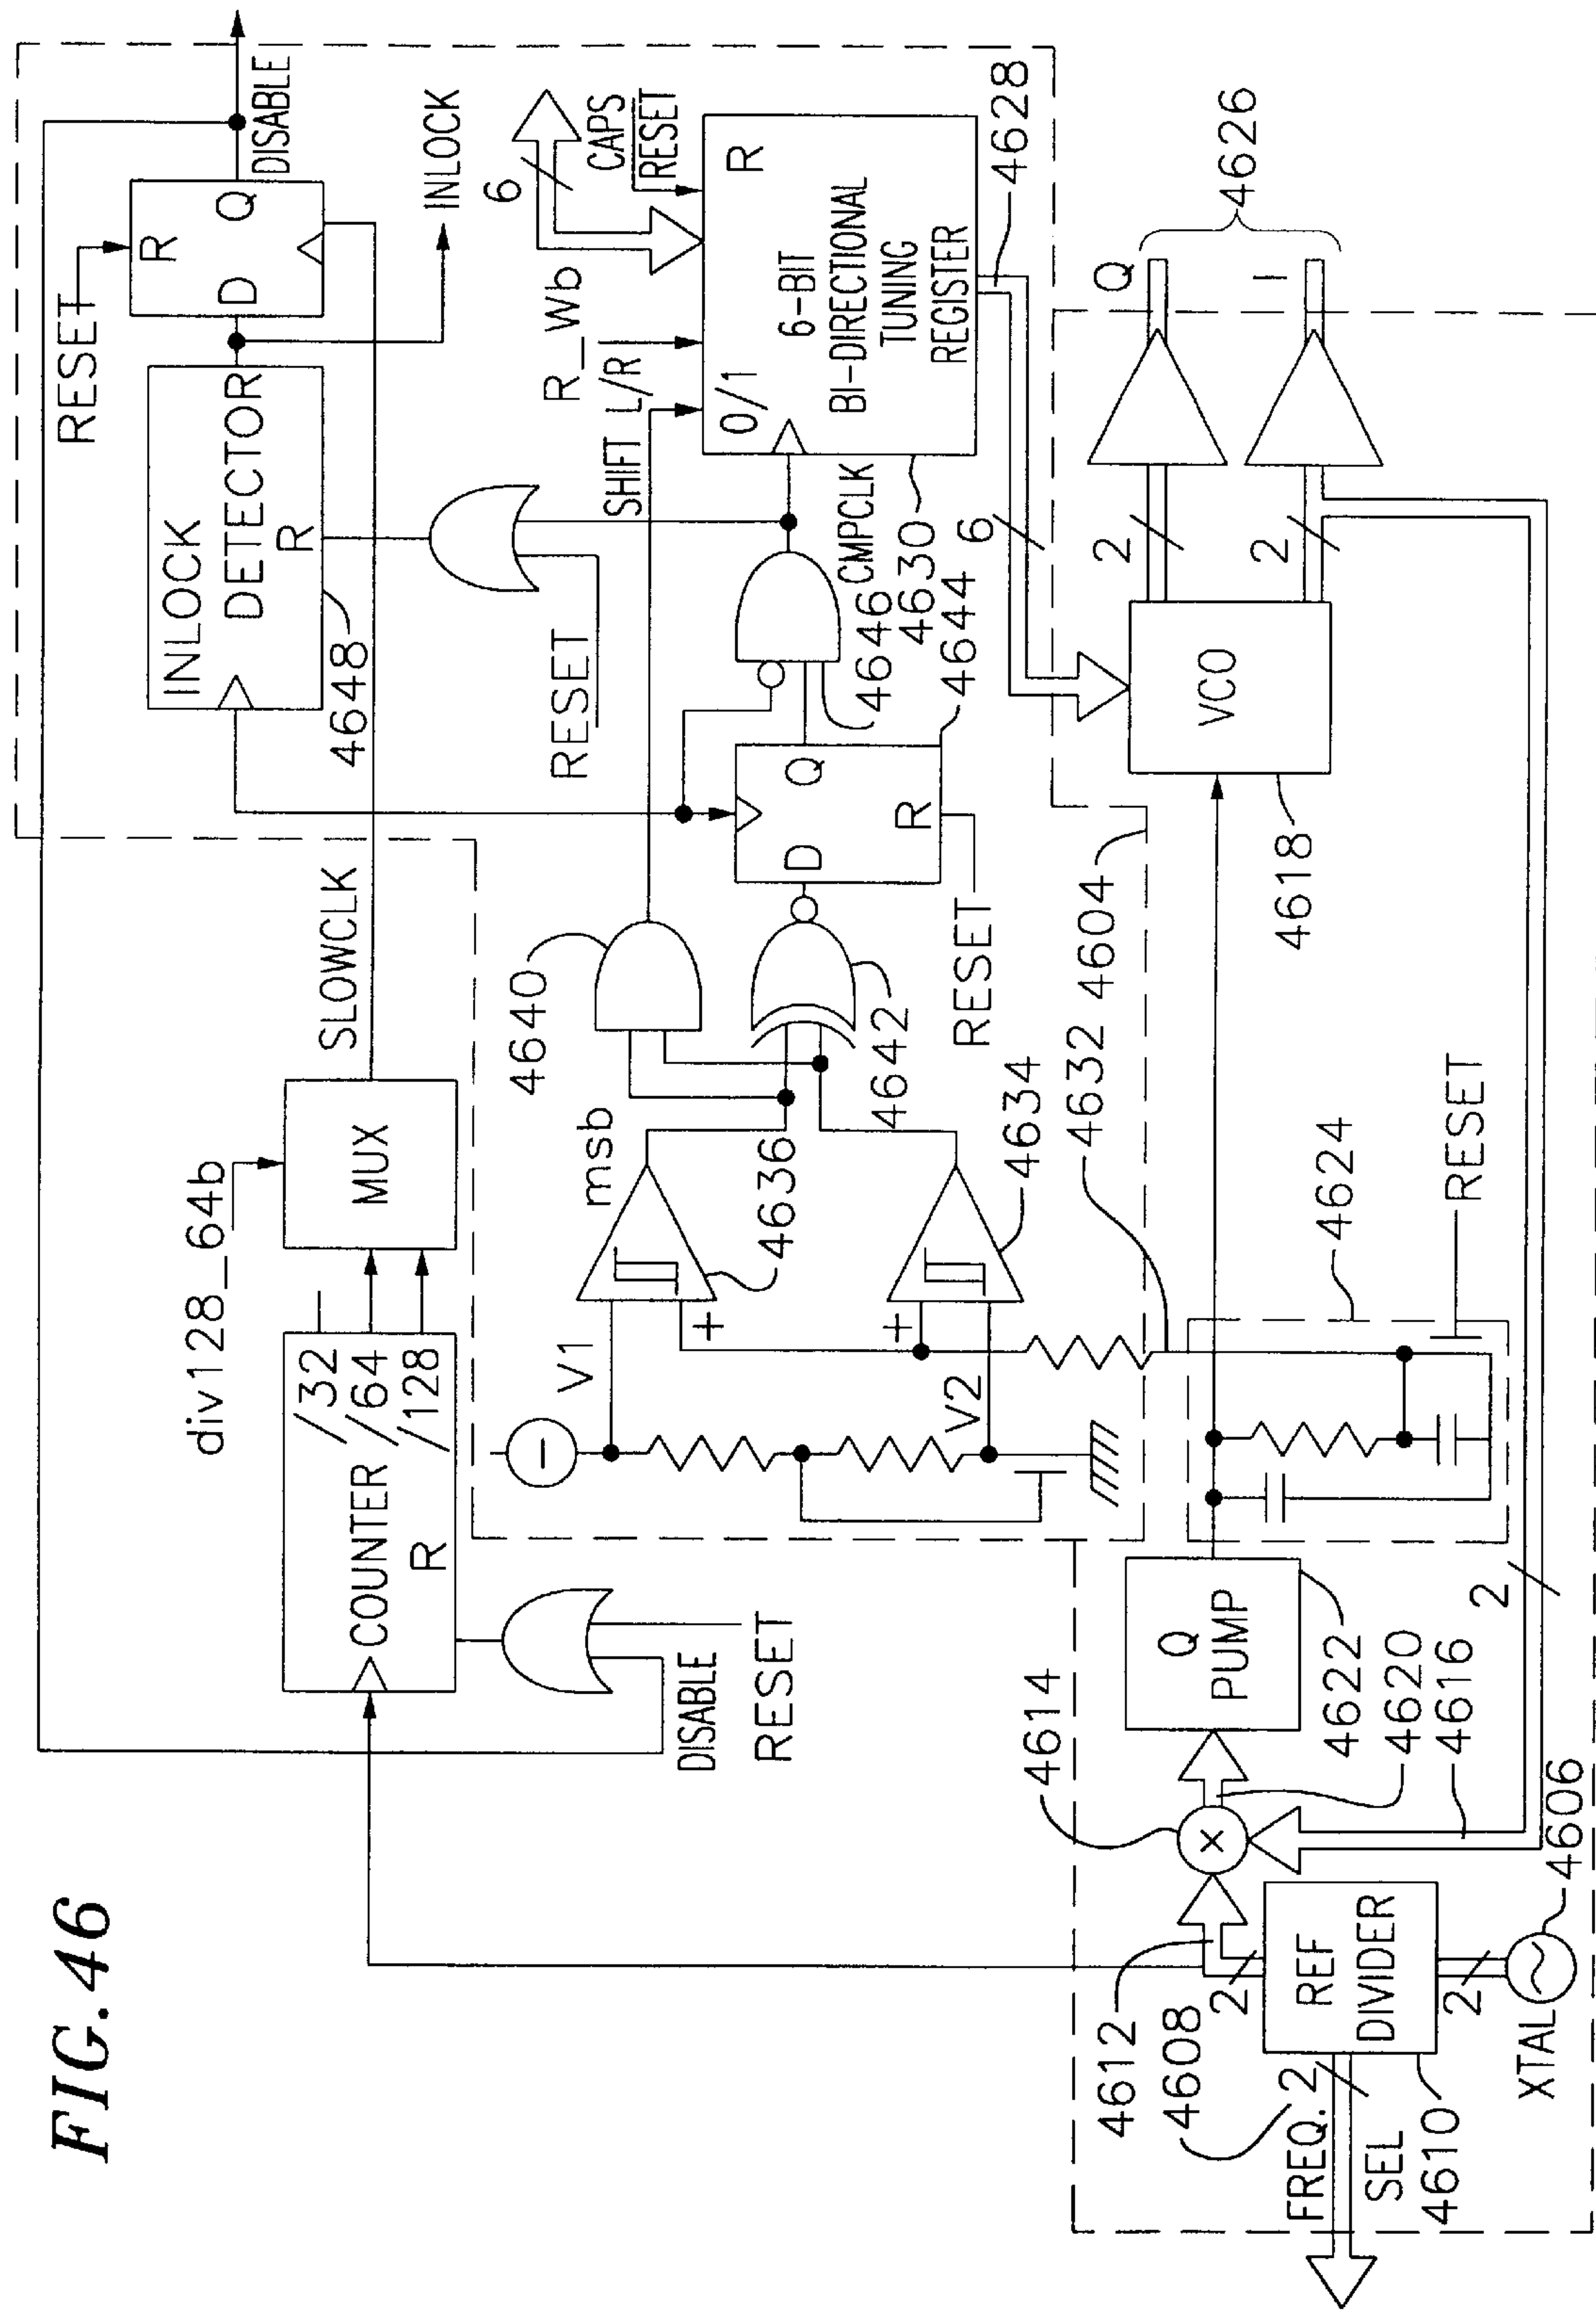 FIG.46
RESET
R
D
Q
DISABLE
INLOCK
INLOCK
DETECTOR
R
4648
SLOWCLK
MUX
div128_64b
COUNTER
R
/32
/64
/128
DISABLE
RESET
RESET
6
CAPS
RESET
R_Wb
SHIFT L/R
0/1
R
6-BIT
BI-DIRECTIONAL
TUNING
REGISTER
4628
CMPCLK
4646
4630
4644
6
D
Q
R
RESET
4640
4642
msb
4636
4634
V1
+
+
V2
4632
4604
4626
Q
I
2
2
VCO
4618
4624
RESET
Q
PUMP
4622
4620
4616
2
4614
4612
4608
2
REF
DIVIDER
2
FREQ.
SEL
2
4610
XTAL
4606